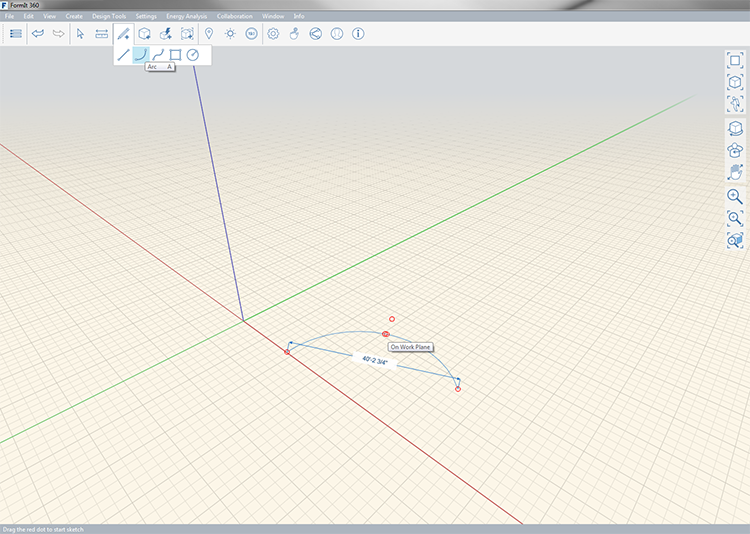 FormIt 360
File Edit View Create Design Tools Settings Energy Analysis Collaboration Window Info
Arc A
On Work Plane
40'-2 3/4"
Drag the red dot to start sketch